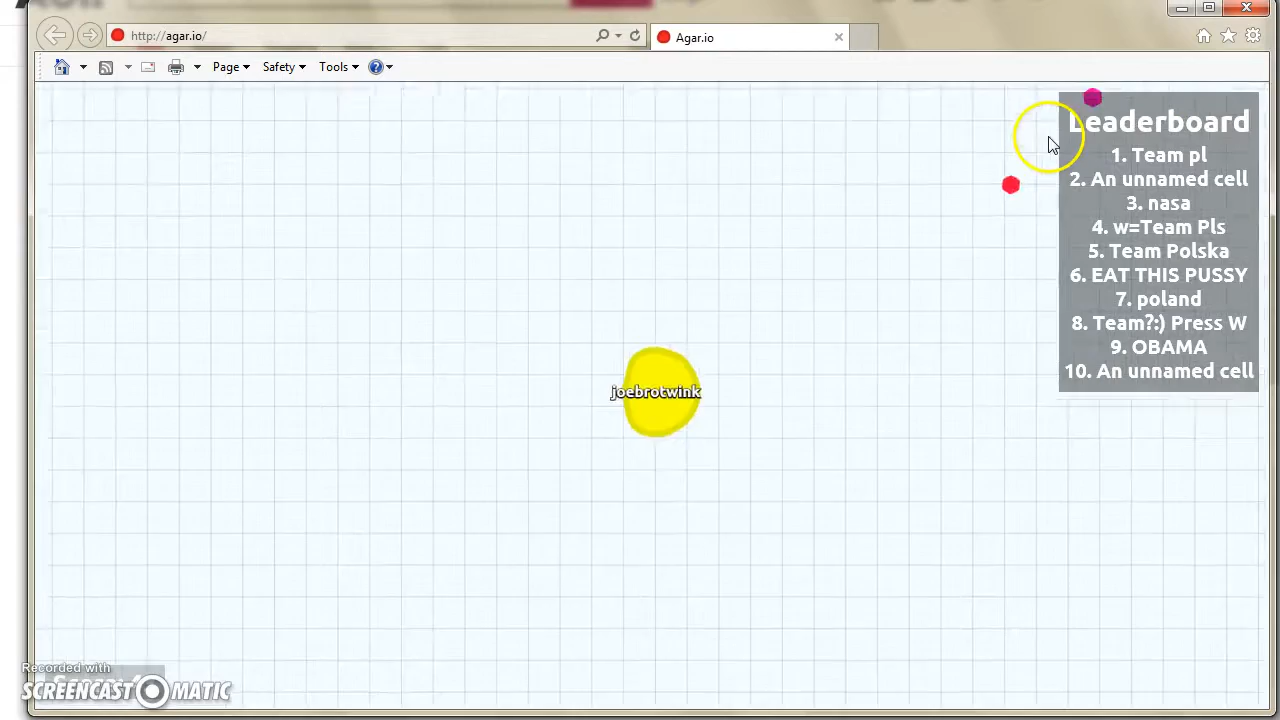 http://agar.io/
Agar.io
Page
Safety
Tools
Leaderboard
1. Team pl
2. An unnamed cell
3. nasa
4. w=Team Pls
5. Team Polska
6. EAT THIS PUSSY
7. poland
8. Team?:) Press W
9. OBAMA
10. An unnamed cell
joebrotwink
Recorded with
SCREENCAST MATIC